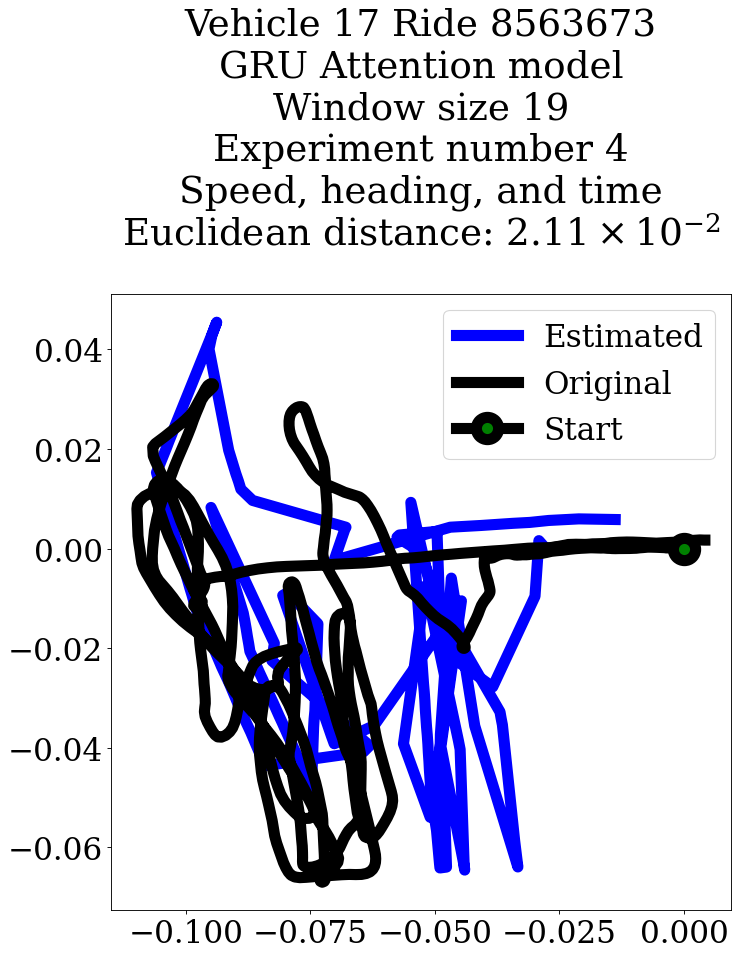 Vehicle 17 Ride 8563673
GRU Attention model
Window size 19
Experiment number 4
Speed, heading, and time
Euclidean distance: 2.11 × 10⁻²
Estimated
Original
Start
0.04
0.02
0.00
−0.02
−0.04
−0.06
−0.100 −0.075 −0.050 −0.025 0.000